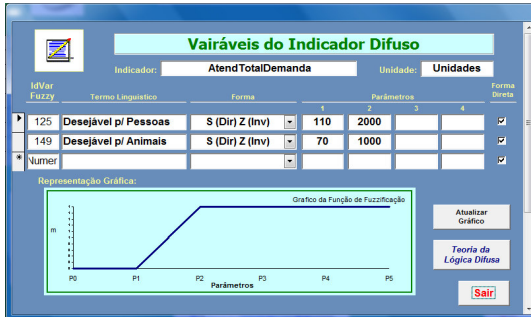 Vairáveis do Indicador Difuso
Indicador: AtendTotalDemanda Unidade: Unidades
IdVar Fuzzy Termo Linguistico Forma Parâmetros Forma Direta
1 2 3 4
125 Desejável p/ Pessoas S (Dir) Z (Inv) 110 2000
149 Desejável p/ Animais S (Dir) Z (Inv) 70 1000
* Numer
Representação Gráfica:
Grafico da Função de Fuzzificação
m
P0 P1 P2 P3 P4 P5
Parâmetros
Atualizar
Gráfico
Teoria da
Lógica Difusa
Sair